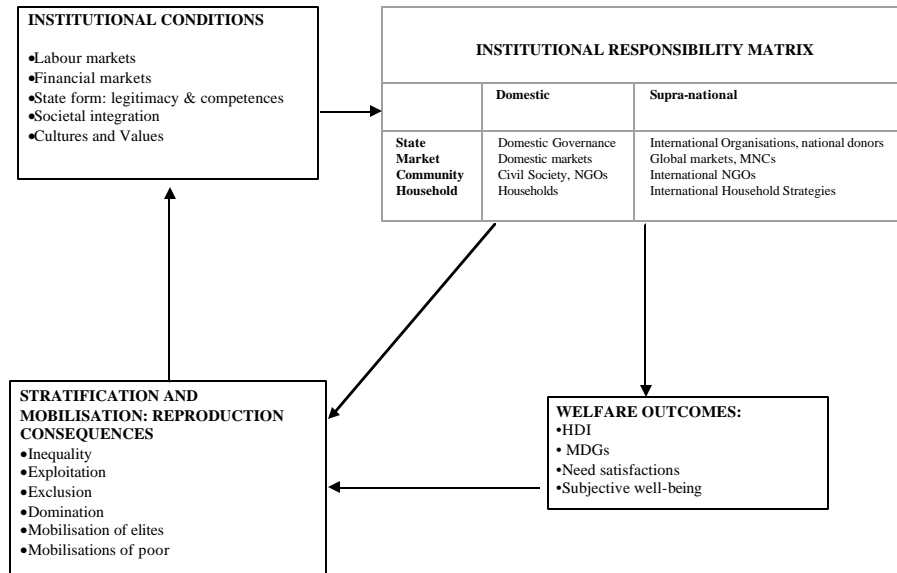 INSTITUTIONAL CONDITIONS
•Labour markets
•Financial markets
•State form: legitimacy & competences
•Societal integration
•Cultures and Values
INSTITUTIONAL RESPONSIBILITY MATRIX
Domestic Supra-national
State Domestic Governance International Organisations, national donors
Market Domestic markets Global markets, MNCs
Community Civil Society, NGOs International NGOs
Household Households International Household Strategies
STRATIFICATION AND
MOBILISATION: REPRODUCTION
CONSEQUENCES
•Inequality
•Exploitation
•Exclusion
•Domination
•Mobilisation of elites
•Mobilisations of poor
WELFARE OUTCOMES:
•HDI
• MDGs
•Need satisfactions
•Subjective well-being